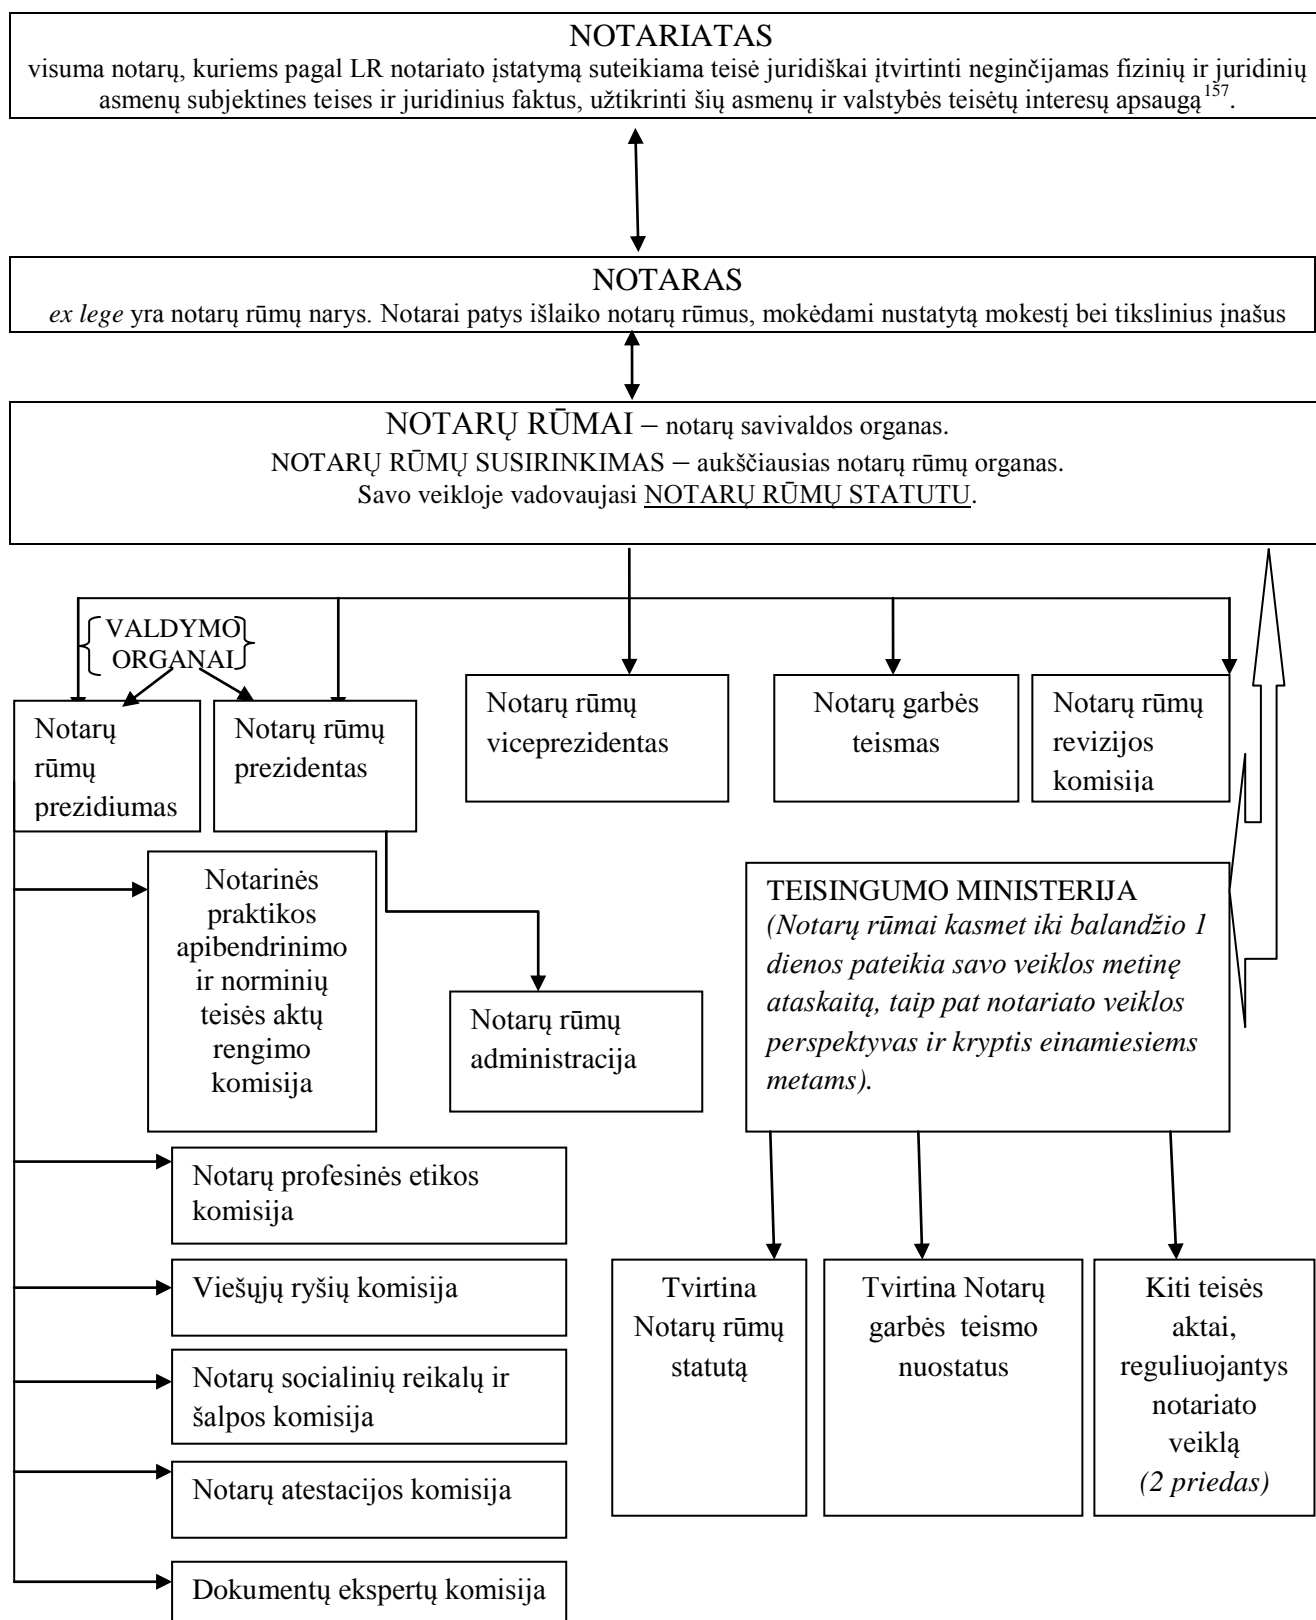 NOTARIATAS
visuma notarų, kuriems pagal LR notariato įstatymą suteikiama teisė juridiškai įtvirtinti neginčijamas fizinių ir juridinių
asmenų subjektines teises ir juridinius faktus, užtikrinti šių asmenų ir valstybės teisėtų interesų apsaugą157.
NOTARAS
ex lege yra notarų rūmų narys. Notarai patys išlaiko notarų rūmus, mokėdami nustatytą mokestį bei tikslinius įnašus
NOTARŲ RŪMAI – notarų savivaldos organas.
NOTARŲ RŪMŲ SUSIRINKIMAS – aukščiausias notarų rūmų organas.
Savo veikloje vadovaujasi NOTARŲ RŪMŲ STATUTU.
VALDYMO
ORGANAI
Notarų
rūmų
prezidiumas
Notarų rūmų
prezidentas
Notarų rūmų
viceprezidentas
Notarų garbės
teismas
Notarų rūmų
revizijos
komisija
Notarinės
praktikos
apibendrinimo
ir norminių
teisės aktų
rengimo
komisija
Notarų rūmų
administracija
TEISINGUMO MINISTERIJA
(Notarų rūmai kasmet iki balandžio 1
dienos pateikia savo veiklos metinę
ataskaitą, taip pat notariato veiklos
perspektyvas ir kryptis einamiesiems
metams).
Notarų profesinės etikos
komisija
Viešųjų ryšių komisija
Notarų socialinių reikalų ir
šalpos komisija
Notarų atestacijos komisija
Dokumentų ekspertų komisija
Tvirtina
Notarų rūmų
statutą
Tvirtina Notarų
garbės teismo
nuostatus
Kiti teisės
aktai,
reguliuojantys
notariato
veiklą
(2 priedas)